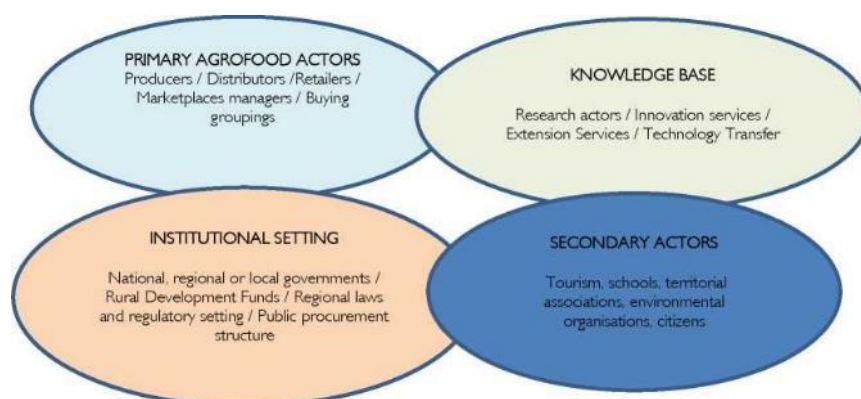 PRIMARY AGROFOOD ACTORS
Producers / Distributors /Retailers /
Marketplaces managers / Buying
groupings
KNOWLEDGE BASE
Research actors / Innovation services /
Extension Services / Technology Transfer
INSTITUTIONAL SETTING
National, regional or local governments /
Rural Development Funds / Regional laws
and regulatory setting / Public procurement
structure
SECONDARY ACTORS
Tourism, schools, territorial
associations, environmental
organisations, citizens